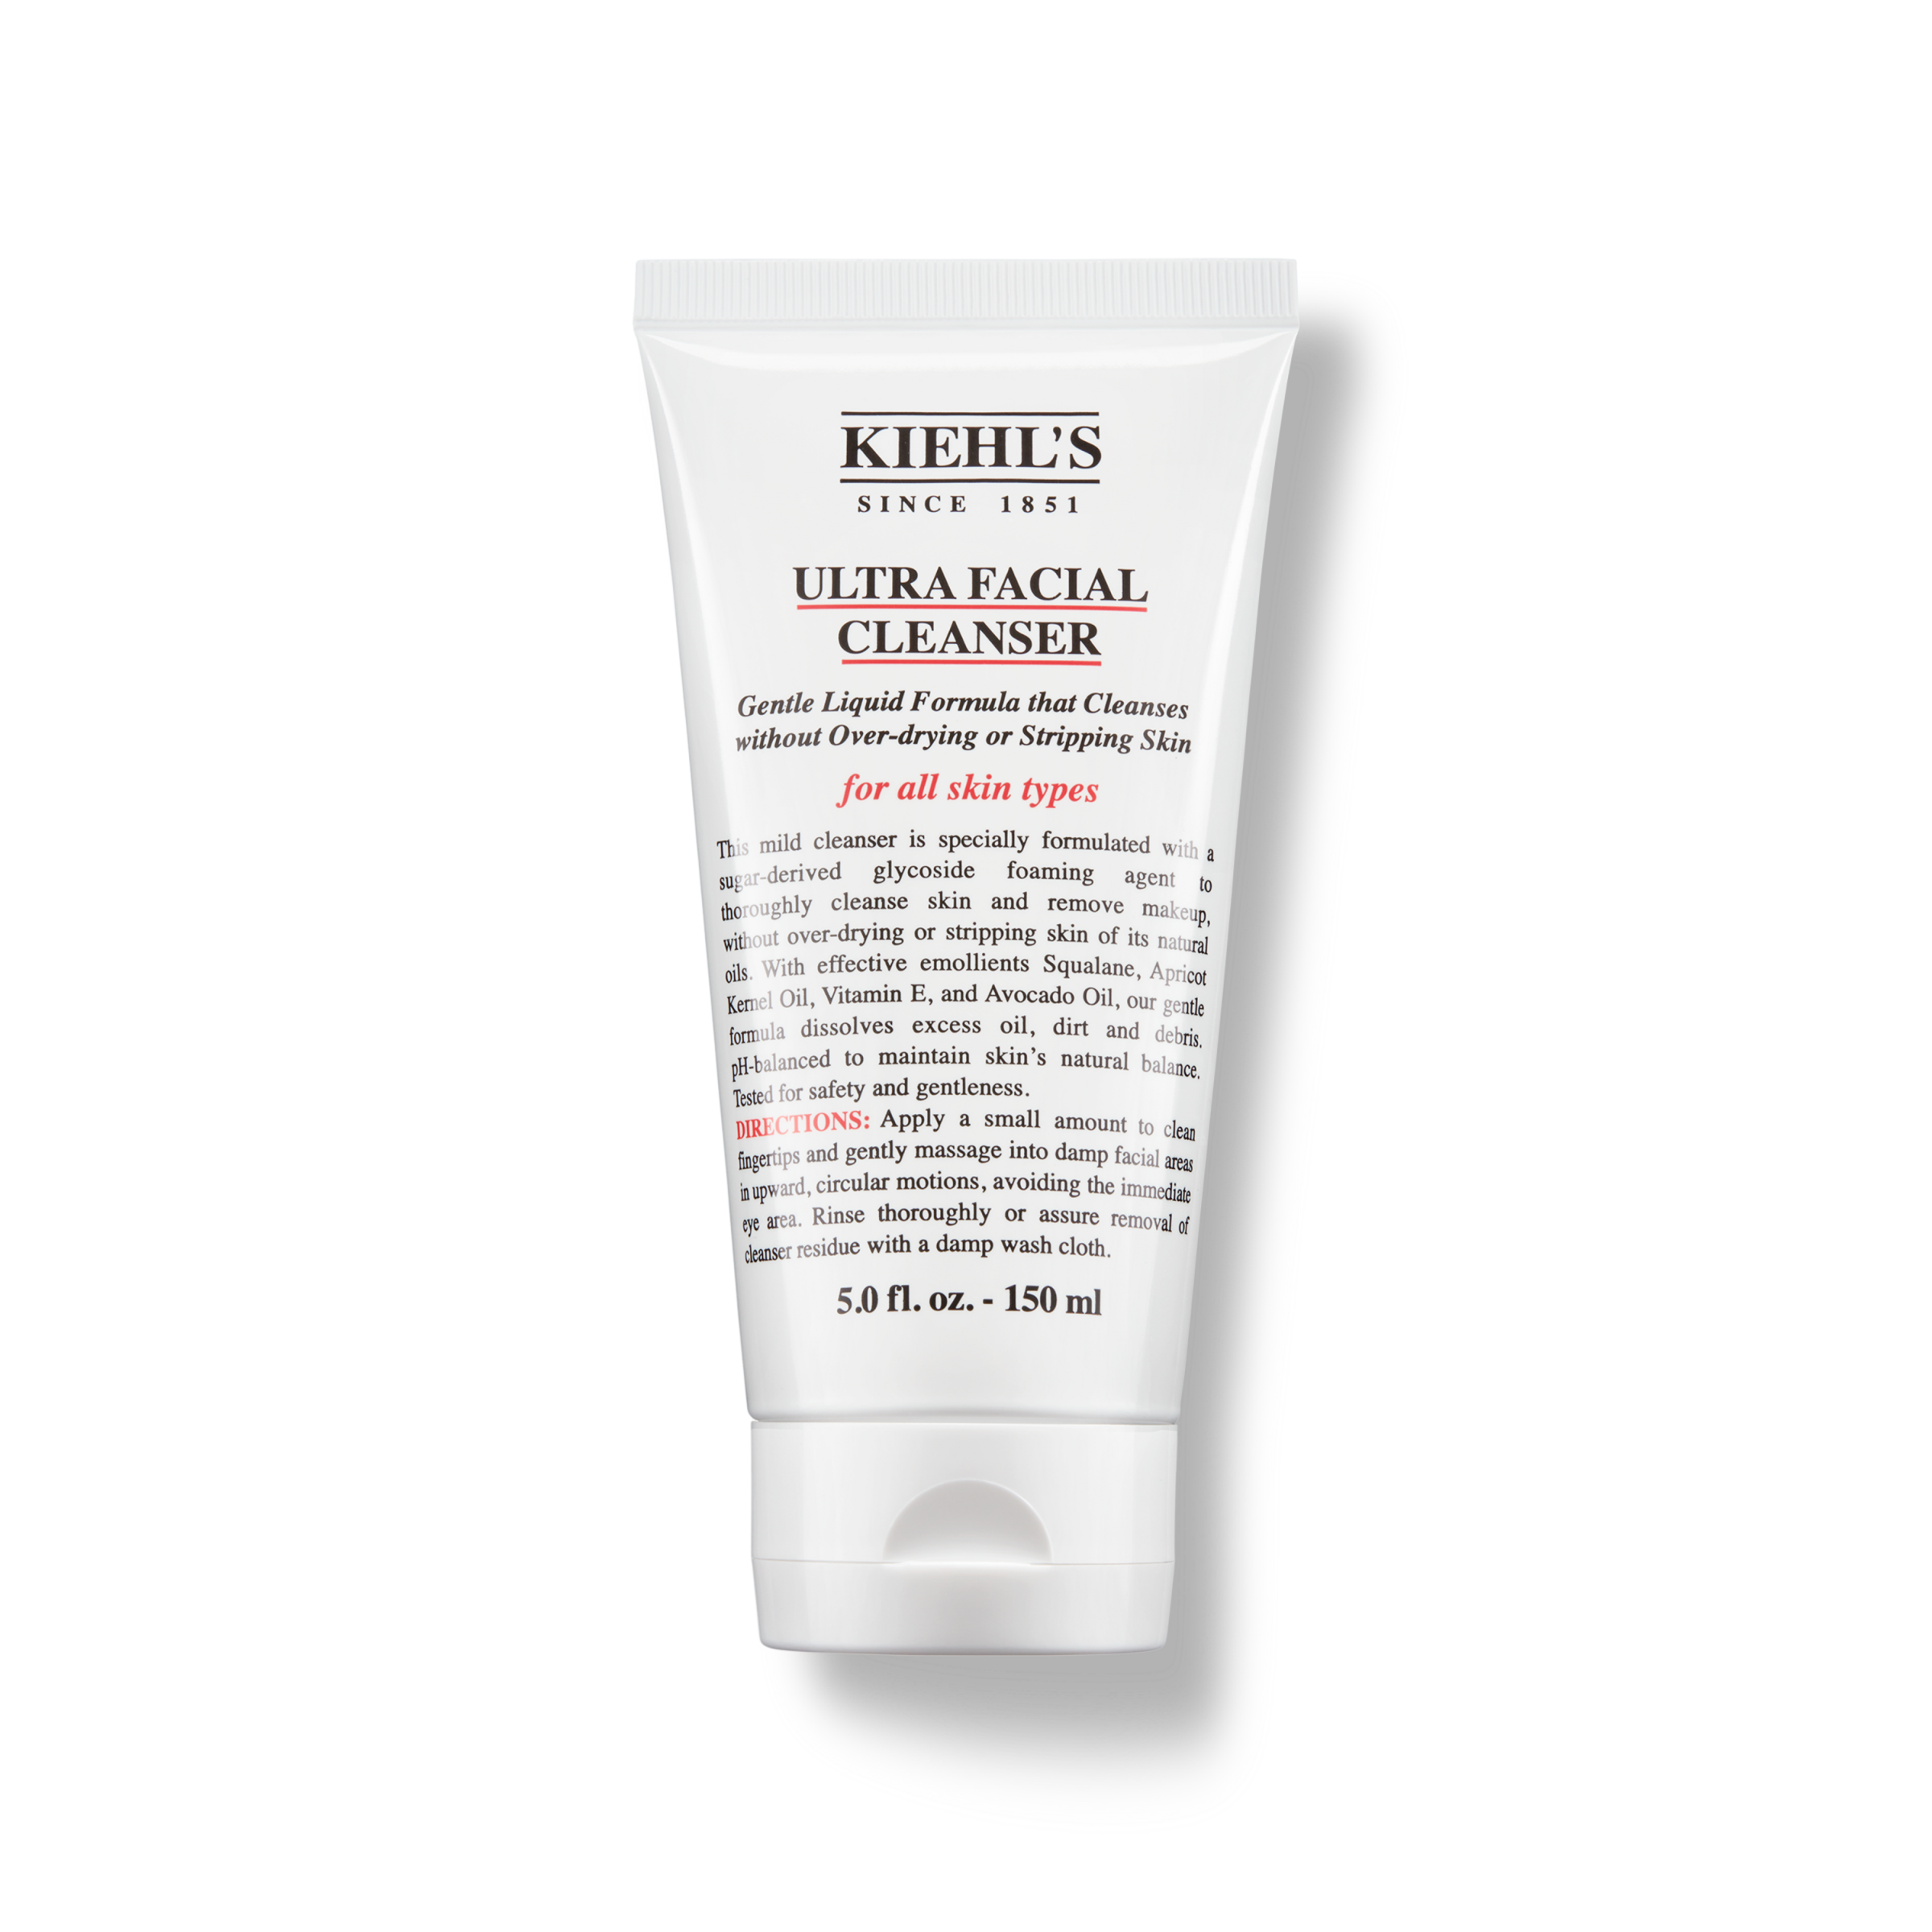 KIEHL'S
SINCE 1851
ULTRA FACIAL
CLEANSER
Gentle Liquid Formula that Cleanses
without Over-drying or Stripping Skin
for all skin types
This mild cleanser is specially formulated with a
sugar-derived glycoside foaming agent to
thoroughly cleanse skin and remove makeup,
without over-drying or stripping skin of its natural
oils. With effective emollients Squalane, Apricot
Kernel Oil, Vitamin E, and Avocado Oil, our gentle
formula dissolves excess oil, dirt and debris.
pH-balanced to maintain skin's natural balance.
Tested for safety and gentleness.
DIRECTIONS: Apply a small amount to clean
fingertips and gently massage into damp facial areas
in upward, circular motions, avoiding the immediate
eye area. Rinse thoroughly or assure removal of
cleanser residue with a damp wash cloth.
5.0 fl. oz. - 150 ml